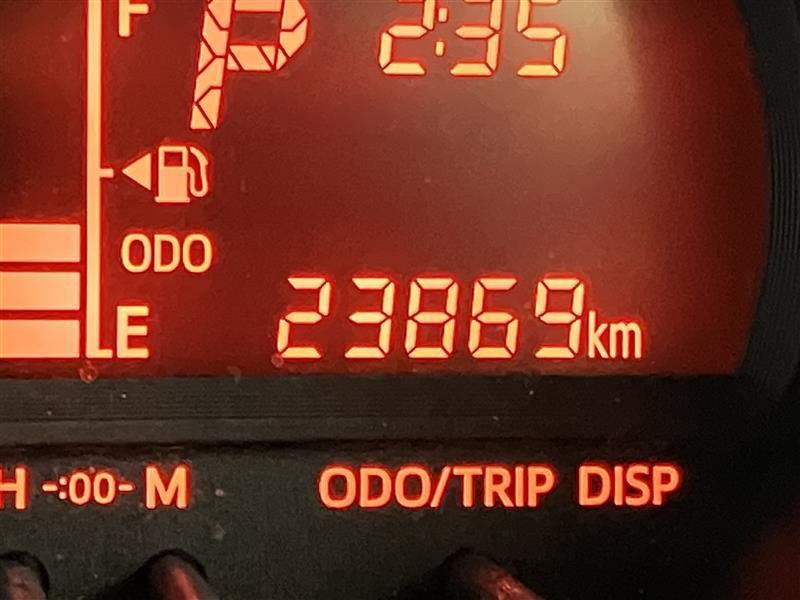 F P 2:35
ODO
E 23869km
H -:00- M ODO/TRIP DISP